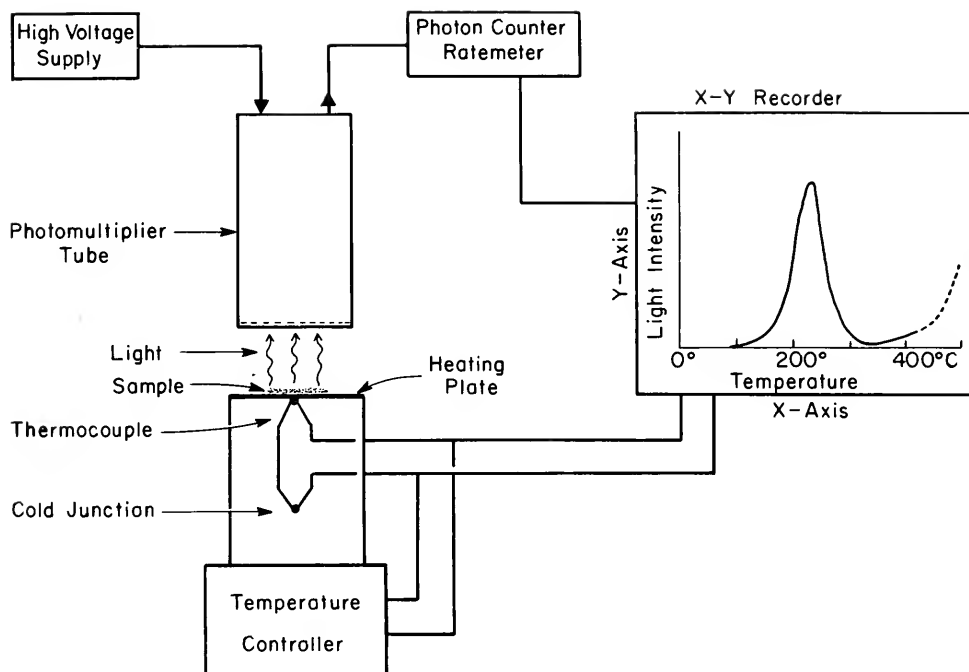 High Voltage
Supply
Photon Counter
Ratemeter
X-Y Recorder
Photomultiplier
Tube
Y-Axis
Light Intensity
0° 200° 400°C
Temperature
X-Axis
Light
Sample
Heating
Plate
Thermocouple
Cold Junction
Temperature
Controller